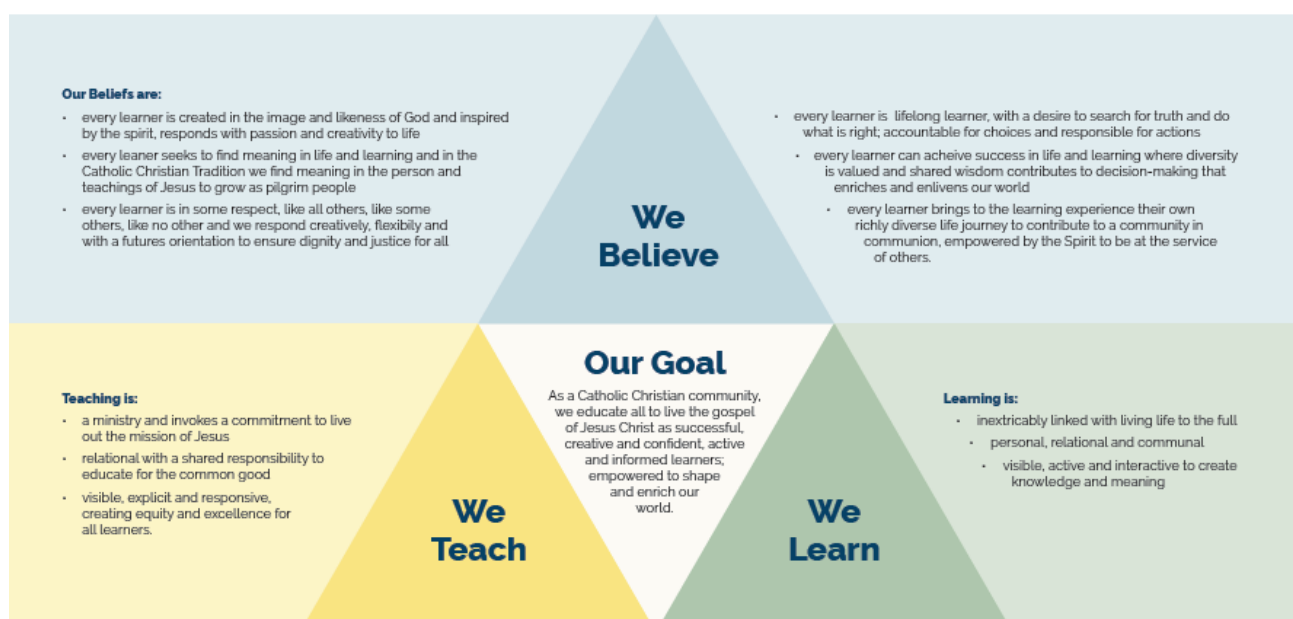 Our Beliefs are:
• every learner is created in the image and likeness of God and inspired
by the spirit, responds with passion and creativity to life
• every leaner seeks to find meaning in life and learning and in the
Catholic Christian Tradition we find meaning in the person and
teachings of Jesus to grow as pilgrim people
• every learner is in some respect, like all others, like some
others, like no other and we respond creatively, flexibily and
with a futures orientation to ensure dignity and justice for all
We
Believe
• every learner is lifelong learner, with a desire to search for truth and do
what is right; accountable for choices and responsible for actions
• every learner can acheive success in life and learning where diversity
is valued and shared wisdom contributes to decision-making that
enriches and enlivens our world
• every learner brings to the learning experience their own
richly diverse life journey to contribute to a community in
communion, empowered by the Spirit to be at the service
of others.
Teaching is:
• a ministry and invokes a commitment to live
out the mission of Jesus
• relational with a shared responsibility to
educate for the common good
• visible, explicit and responsive,
creating equity and excellence for
all learners.
We
Teach
Our Goal
As a Catholic Christian community,
we educate all to live the gospel
of Jesus Christ as successful,
creative and confident, active
and informed learners;
empowered to shape
and enrich our
world.
We
Learn
Learning is:
• inextricably linked with living life to the full
• personal, relational and communal
• visible, active and interactive to create
knowledge and meaning